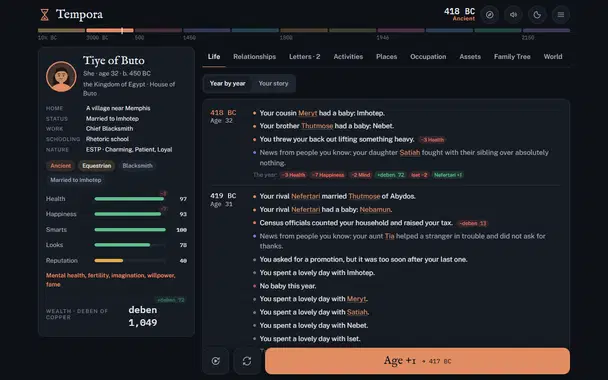 Tempora
418 BC
Ancient
10K BC
3000 BC
500
1450
1800
1946
2100
Tiye of Buto
She · age 32 · b. 450 BC
the Kingdom of Egypt · House of
Buto
HOME A village near Memphis
STATUS Married to Imhotep
WORK Chief Blacksmith
SCHOOLING Rhetoric school
NATURE ESTP · Charming, Patient, Loyal
Ancient
Equestrian
Blacksmith
Married to Imhotep
Health 97
Happiness 93
Smarts 100
Looks 78
Reputation 40
Mental health, fertility, imagination, willpower,
fame
+deben 72
WEALTH · DEBEN OF
COPPER
deben
1,049
Life
Relationships
Letters · 2
Activities
Places
Occupation
Assets
Family Tree
World
Year by year
Your story
418 BC
Age 32
Your cousin Meryt had a baby: Imhotep.
Your brother Thutmose had a baby: Nebet.
You threw your back out lifting something heavy. −3 Health
News from people you know: your daughter Satiah fought with their sibling over absolutely
nothing.
The year −3 Health −7 Happiness −2 Mind +deben 72 Iset −2 Nefertari +1
419 BC
Age 31
Your rival Nefertari married Thutmose of Abydos.
Your rival Nefertari had a baby: Nebamun.
Census officials counted your household and raised your tax. −deben 12
News from people you know: your aunt Tia helped a stranger in trouble and did not ask for
thanks.
You asked for a promotion, but it was too soon after your last one.
You spent a lovely day with Imhotep.
No baby this year.
You spent a lovely day with Meryt.
You spent a lovely day with Satiah.
You spent a lovely day with Nebet.
You spent a lovely day with Iset.
Age +1 → 417 BC